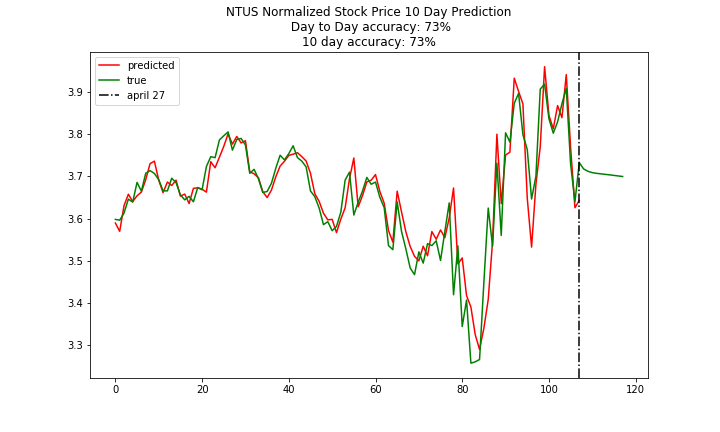 NTUS Normalized Stock Price 10 Day Prediction
Day to Day accuracy: 73%
10 day accuracy: 73%
predicted
true
april 27
3.9
3.8
3.7
3.6
3.5
3.4
3.3
0 20 40 60 80 100 120